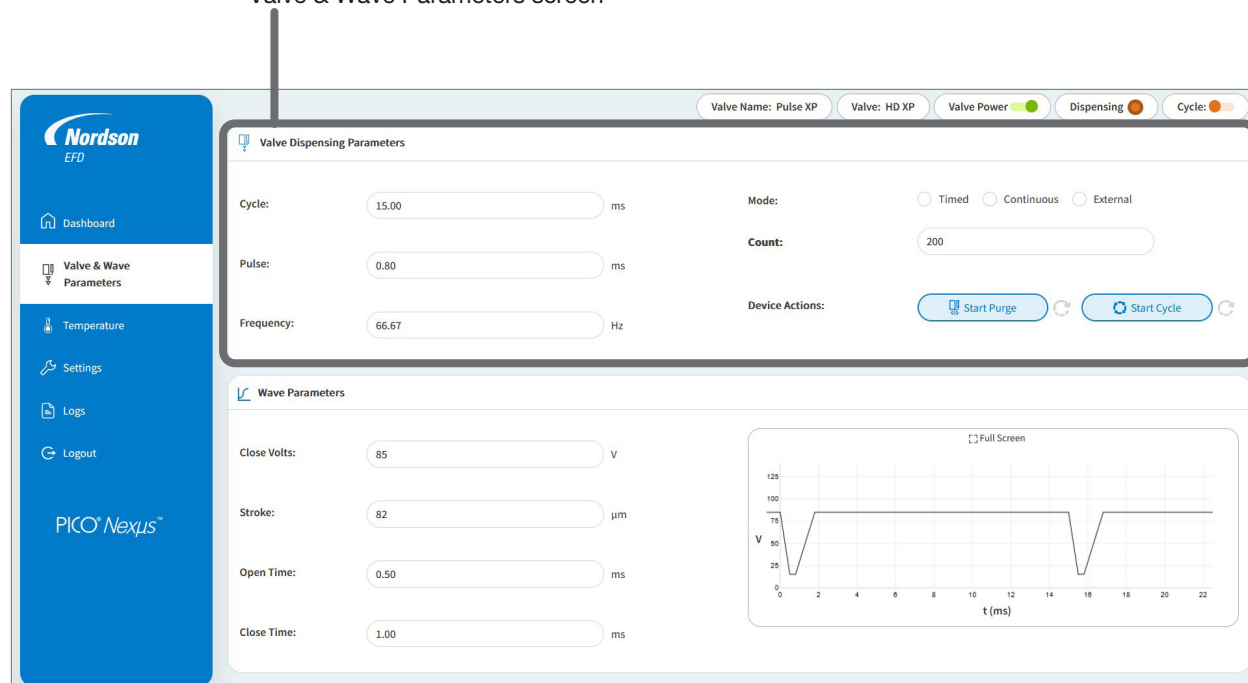 Valve & Wave Parameters screen
Valve Name: Pulse XP Valve: HD XP Valve Power Dispensing Cycle:
Nordson
EFD
Dashboard
Valve & Wave
Parameters
Temperature
Settings
Logs
Logout
PICO® Nexμs™
Valve Dispensing Parameters
Cycle: 15.00 ms
Pulse: 0.80 ms
Frequency: 66.67 Hz
Mode: Timed Continuous External
Count: 200
Device Actions: Start Purge Start Cycle
Wave Parameters
Close Volts: 85 V
Stroke: 82 μm
Open Time: 0.50 ms
Close Time: 1.00 ms
Full Screen
125
100
75
V 50
25
0
0 2 4 6 8 10 12 14 16 18 20 22
t (ms)